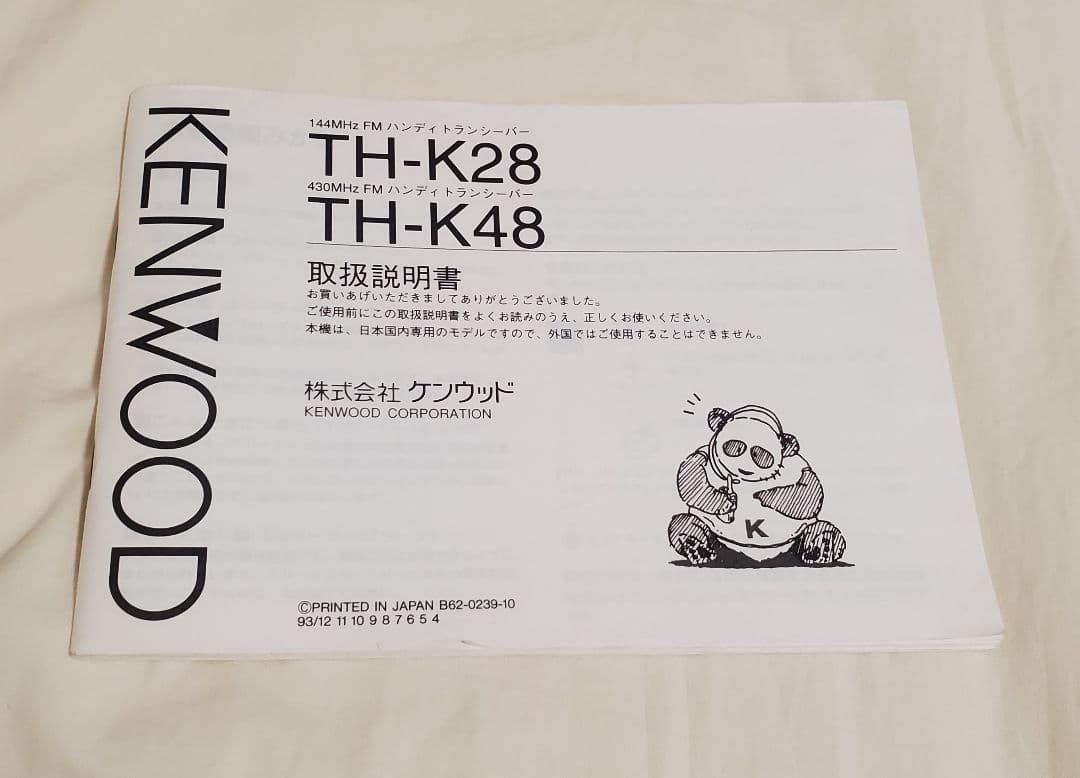 KENWOOD
144MHz FM ハンディトランシーバー
TH-K28
430MHz FM ハンディトランシーバー
TH-K48
取扱説明書
お買いあげいただきましてありがとうございました。
ご使用前にこの取扱説明書をよくお読みのうえ、正しくお使いください。
本機は、日本国内専用のモデルですので、外国ではご使用することはできません。
株式会社 ケンウッド
KENWOOD CORPORATION
K
©PRINTED IN JAPAN B62-0239-10
93/12 11 10 9 8 7 6 5 4